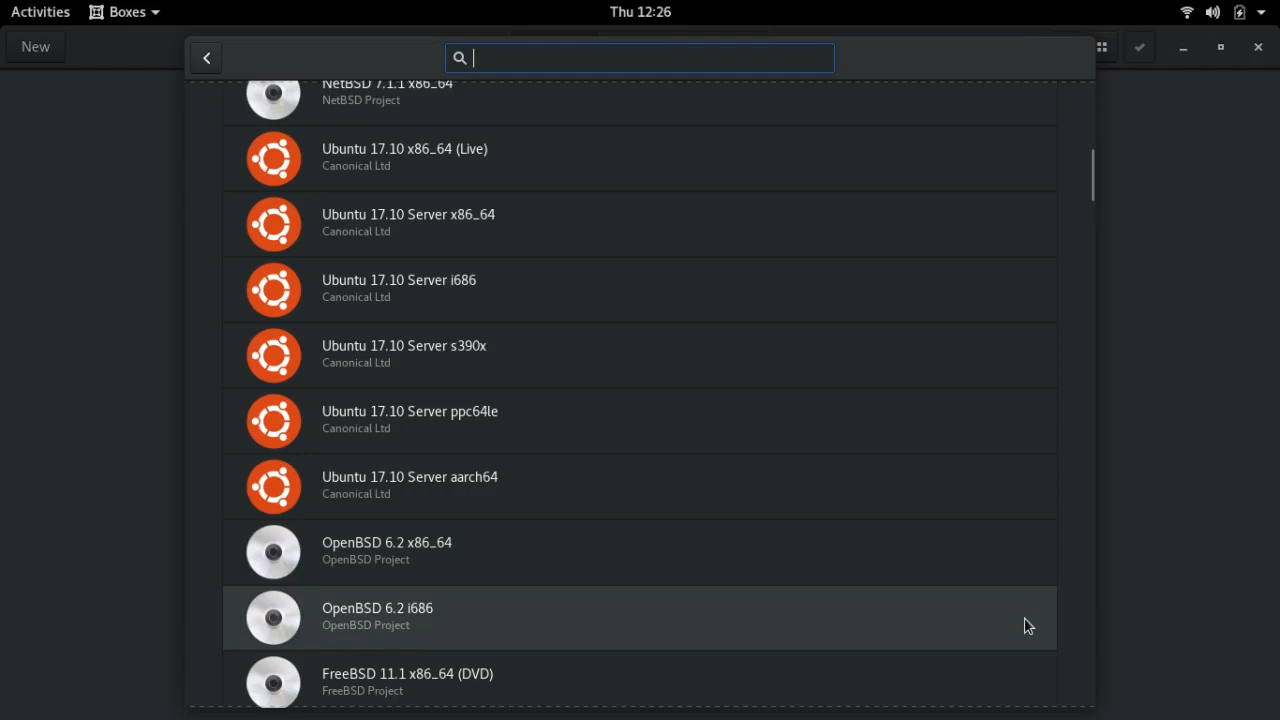 Activities
Boxes
Thu 12:26
New
NetBSD 7.1.1 x86_64
NetBSD Project
Ubuntu 17.10 x86_64 (Live)
Canonical Ltd
Ubuntu 17.10 Server x86_64
Canonical Ltd
Ubuntu 17.10 Server i686
Canonical Ltd
Ubuntu 17.10 Server s390x
Canonical Ltd
Ubuntu 17.10 Server ppc64le
Canonical Ltd
Ubuntu 17.10 Server aarch64
Canonical Ltd
OpenBSD 6.2 x86_64
OpenBSD Project
OpenBSD 6.2 i686
OpenBSD Project
FreeBSD 11.1 x86_64 (DVD)
FreeBSD Project